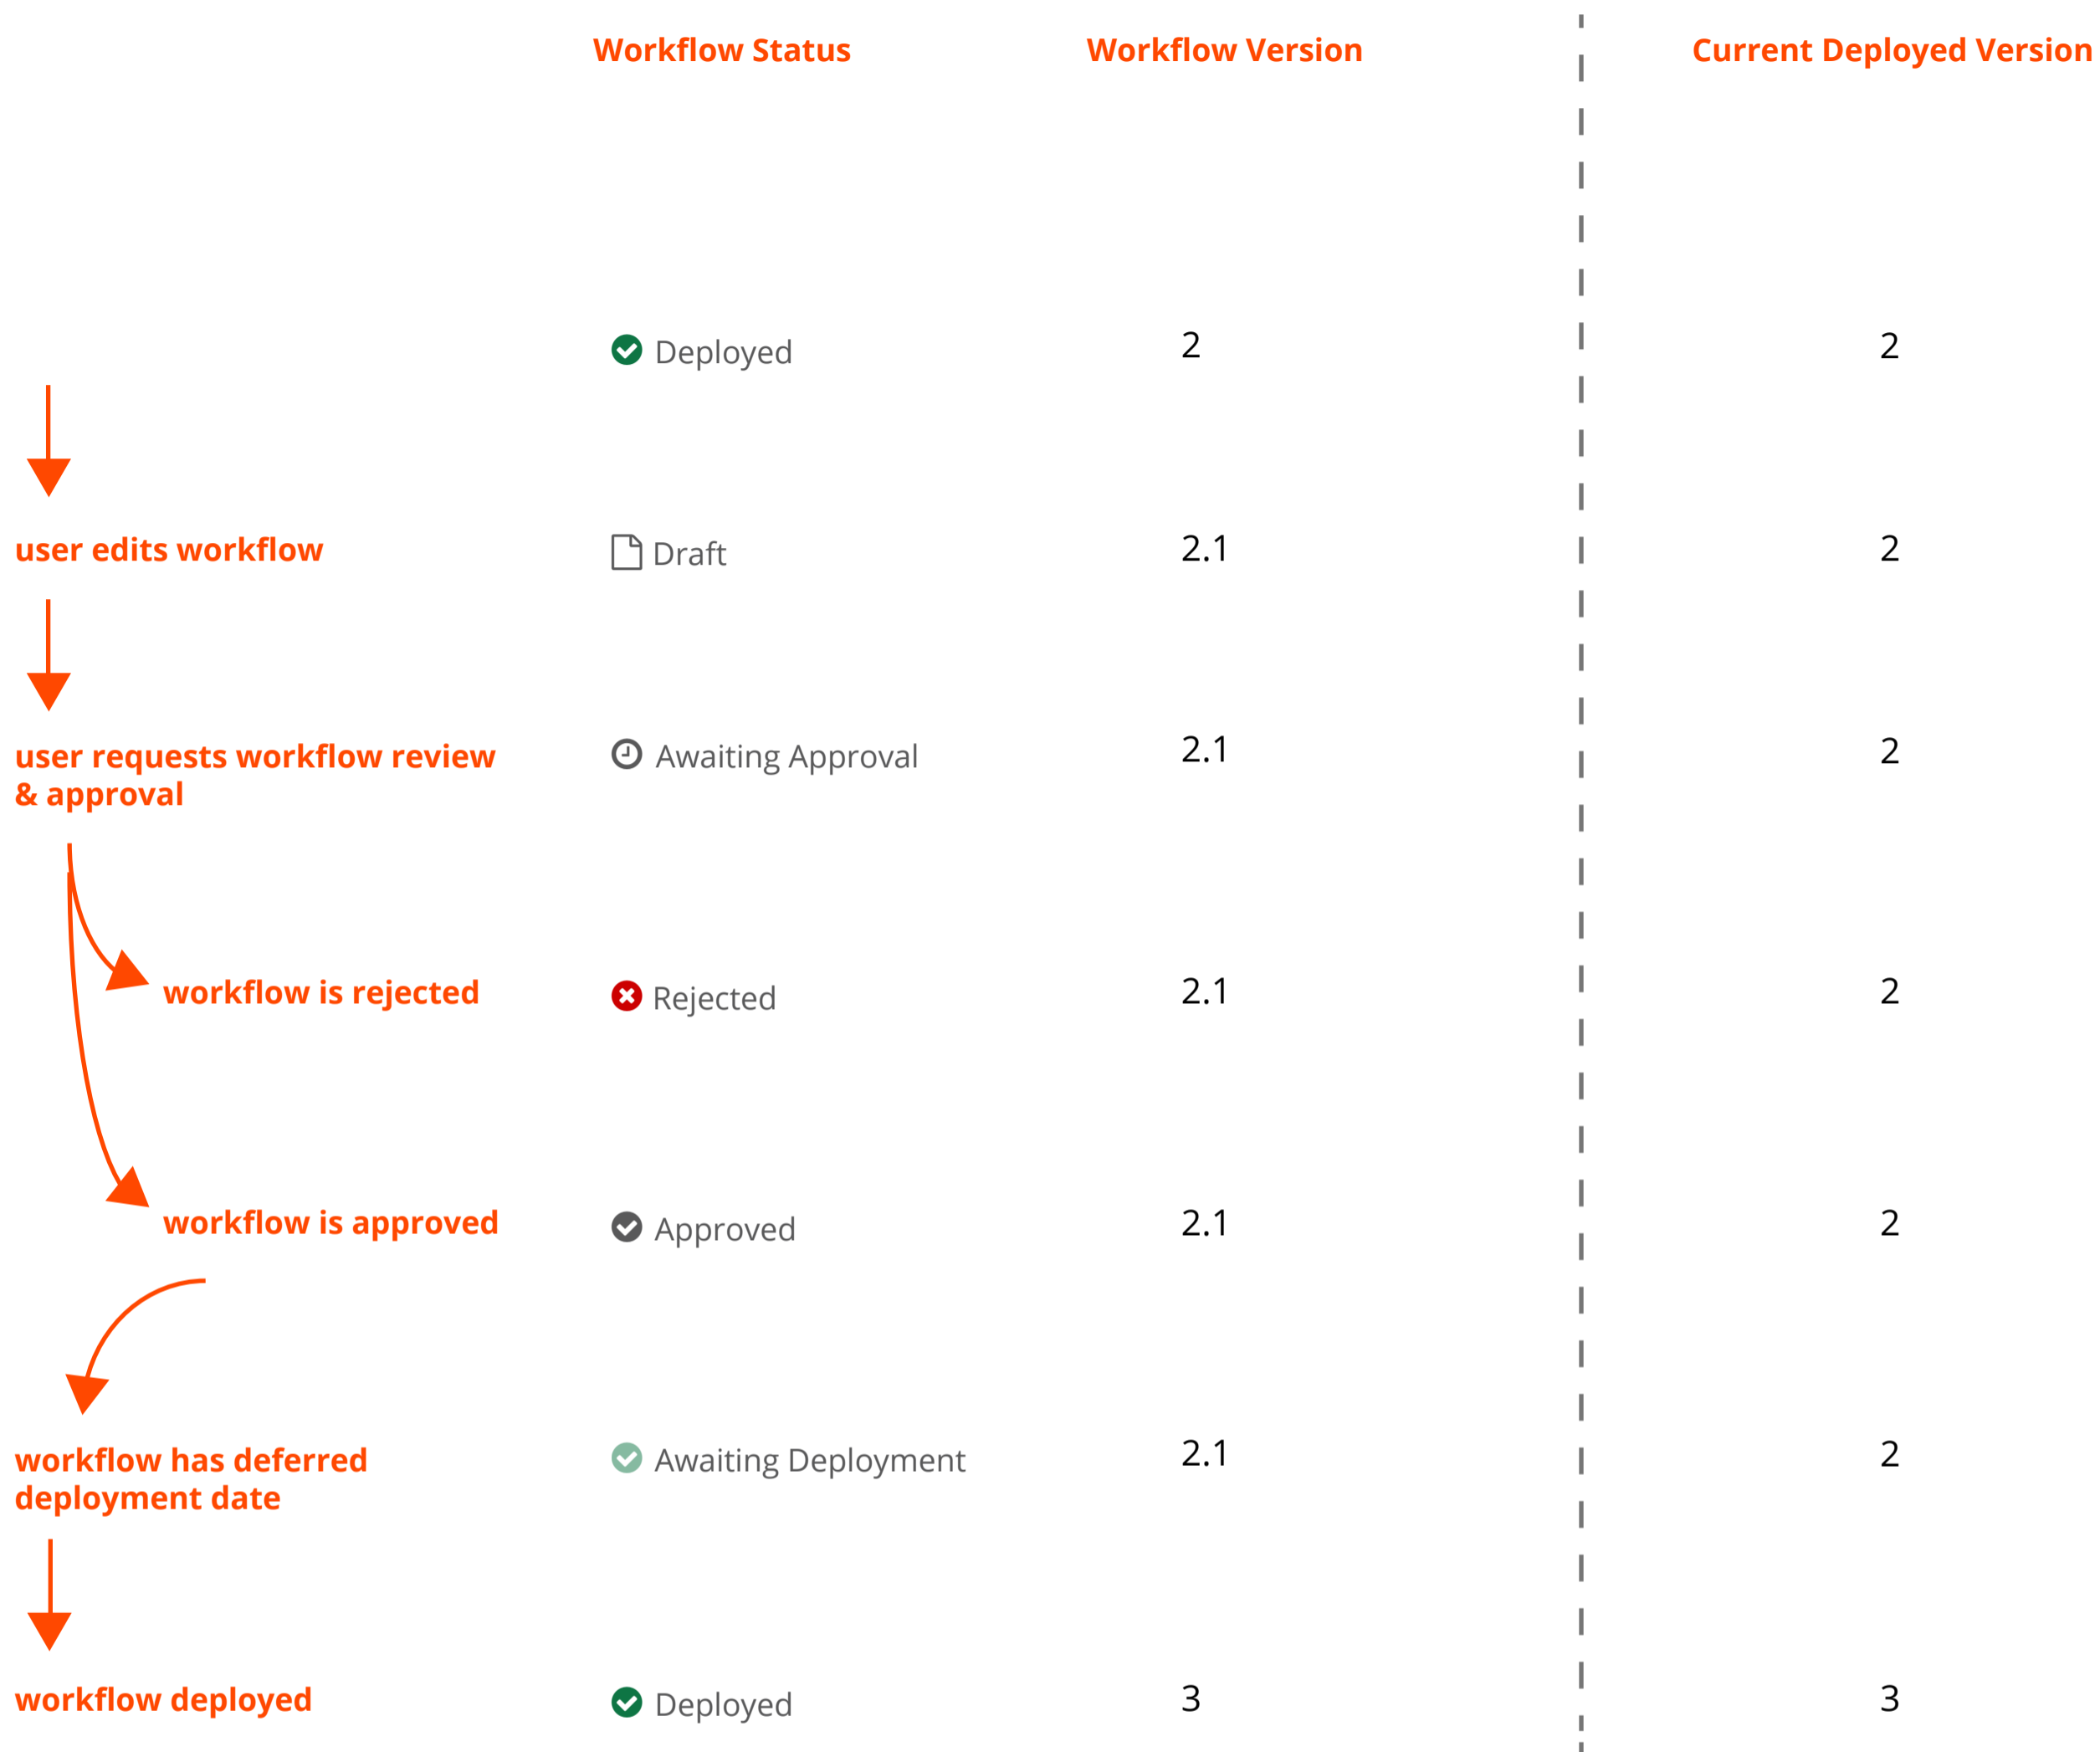 Workflow Status Workflow Version Current Deployed Version
Deployed 2 2
user edits workflow Draft 2.1 2
user requests workflow review Awaiting Approval 2.1 2
& approval
workflow is rejected Rejected 2.1 2
workflow is approved Approved 2.1 2
workflow has deferred Awaiting Deployment 2.1 2
deployment date
workflow deployed Deployed 3 3